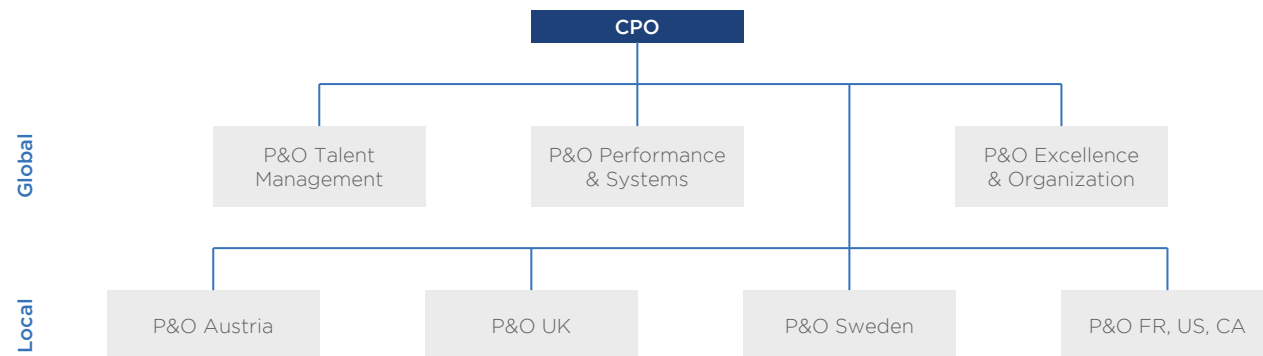 CPO
Global
P&O Talent
Management
P&O Performance
& Systems
P&O Excellence
& Organization
Local
P&O Austria
P&O UK
P&O Sweden
P&O FR, US, CA